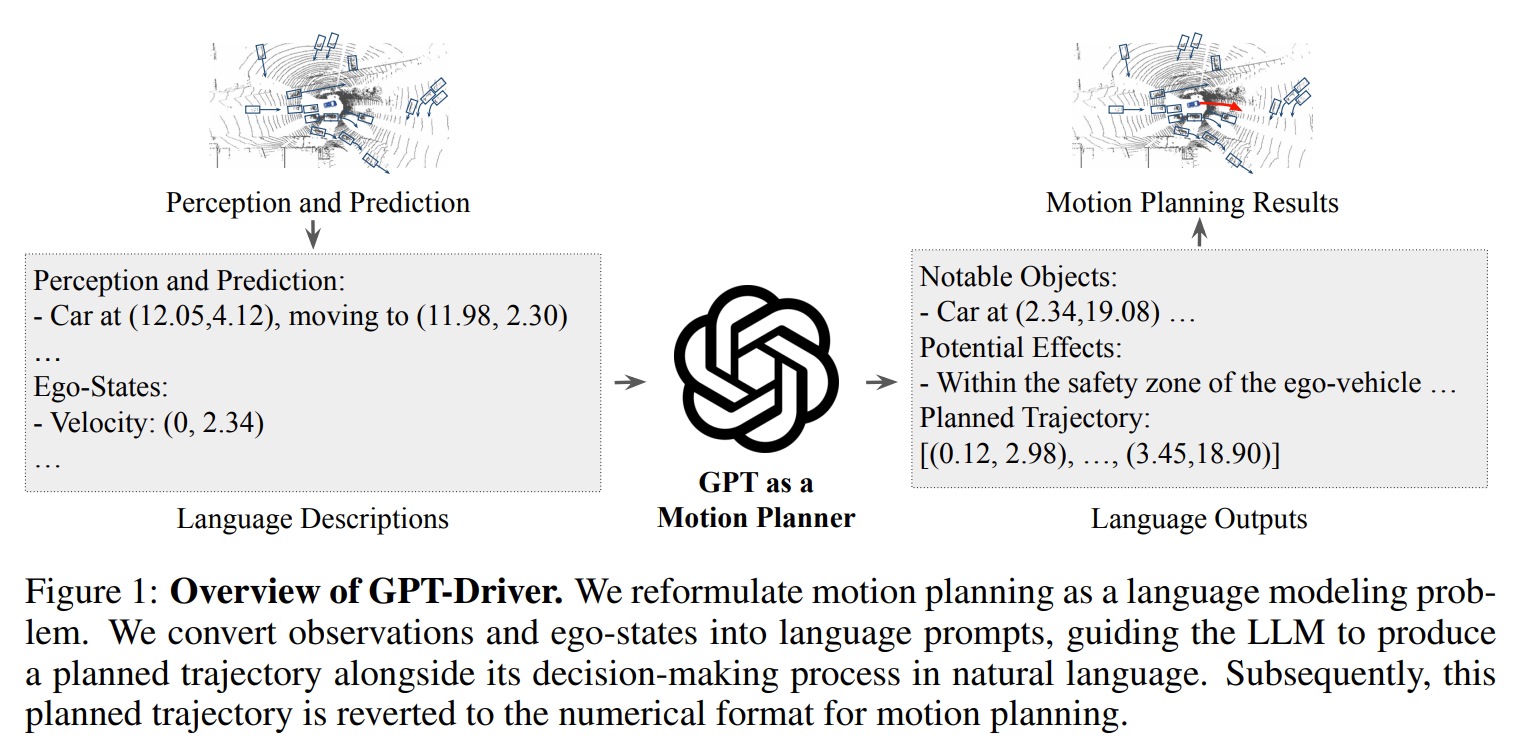 Perception and Prediction
Perception and Prediction:
- Car at (12.05,4.12), moving to (11.98, 2.30)
…
Ego-States:
- Velocity: (0, 2.34)
…
Language Descriptions
GPT as a
Motion Planner
Motion Planning Results
Notable Objects:
- Car at (2.34,19.08) …
Potential Effects:
- Within the safety zone of the ego-vehicle …
Planned Trajectory:
[(0.12, 2.98), …, (3.45,18.90)]
Language Outputs
Figure 1: Overview of GPT-Driver. We reformulate motion planning as a language modeling prob-
lem. We convert observations and ego-states into language prompts, guiding the LLM to produce
a planned trajectory alongside its decision-making process in natural language. Subsequently, this
planned trajectory is reverted to the numerical format for motion planning.